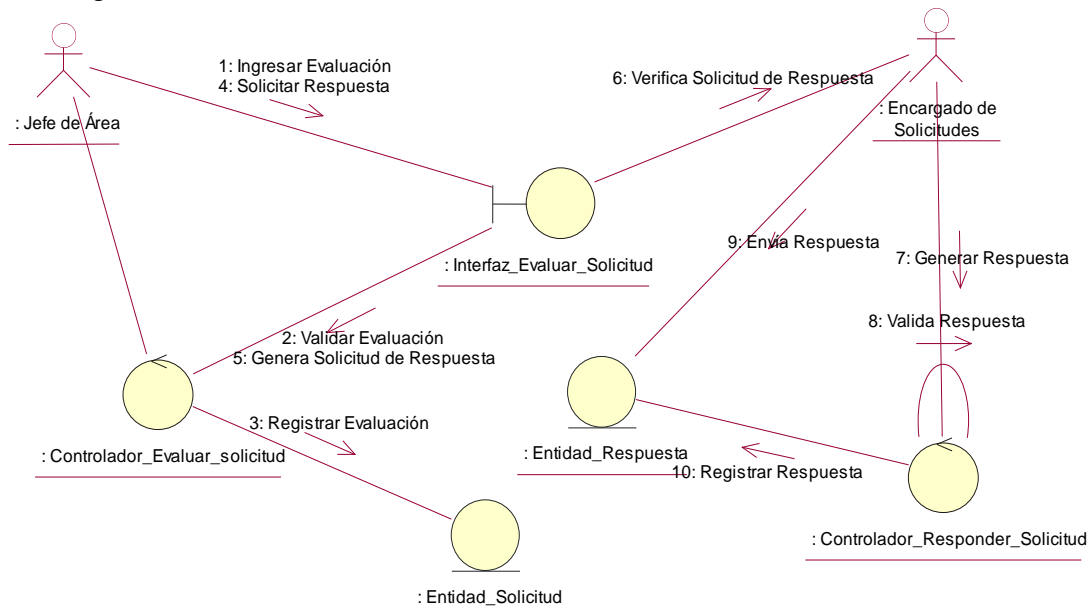 1: Ingresar Evaluación
4: Solicitar Respuesta
6: Verifica Solicitud de Respuesta
: Jefe de Área
: Encargado de
Solicitudes
9: Envía Respuesta
7: Generar Respuesta
: Interfaz_Evaluar_Solicitud
8: Valida Respuesta
2: Validar Evaluación
5: Genera Solicitud de Respuesta
3: Registrar Evaluación
: Controlador_Evaluar_solicitud
: Entidad_Respuesta
10: Registrar Respuesta
: Controlador_Responder_Solicitud
: Entidad_Solicitud